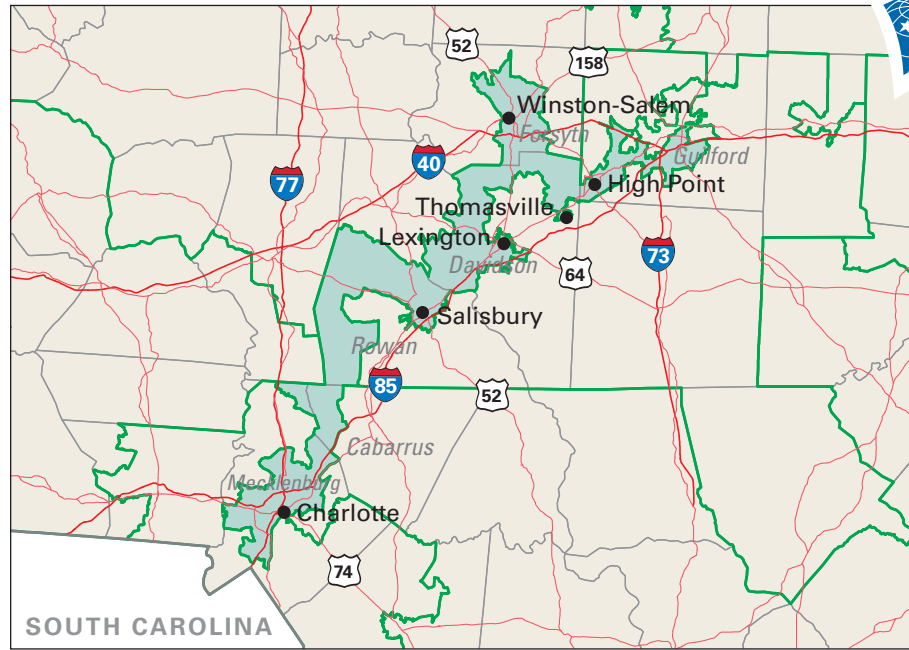 52
158
Winston-Salem
Forsyth
Guilford
40
77
High Point
Thomasville
Lexington
73
Davidson
64
Salisbury
Rowan
85
52
Cabarrus
Mecklenburg
Charlotte
74
SOUTH CAROLINA